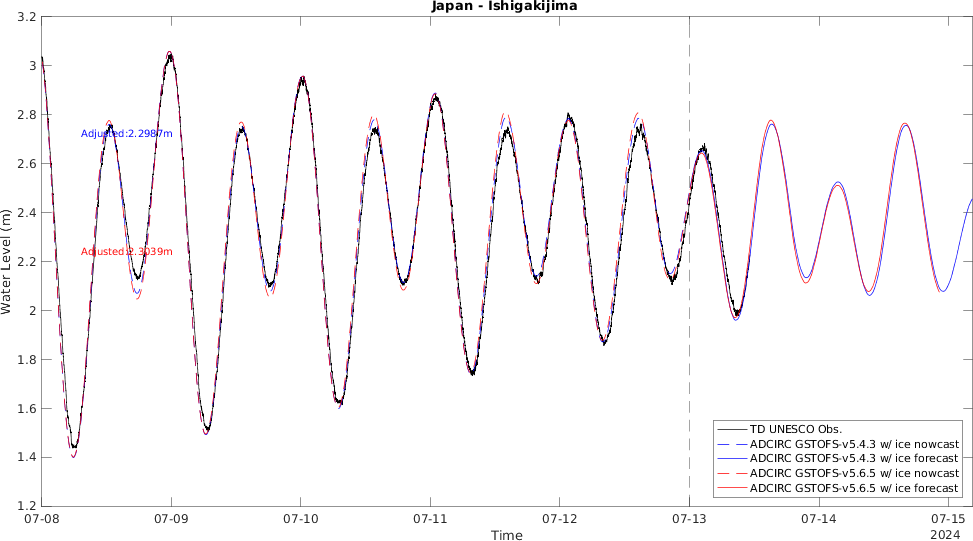 Japan - Ishigakijima
3.2
3
2.8
2.6
2.4
2.2
2
1.8
1.6
1.4
1.2
Water Level (m)
Adjusted:2.2987m
Adjusted:2.3039m
TD UNESCO Obs.
ADCIRC GSTOFS-v5.4.3 w/ ice nowcast
ADCIRC GSTOFS-v5.4.3 w/ ice forecast
ADCIRC GSTOFS-v5.6.5 w/ ice nowcast
ADCIRC GSTOFS-v5.6.5 w/ ice forecast
07-08 07-09 07-10 07-11 07-12 07-13 07-14 07-15
Time
2024